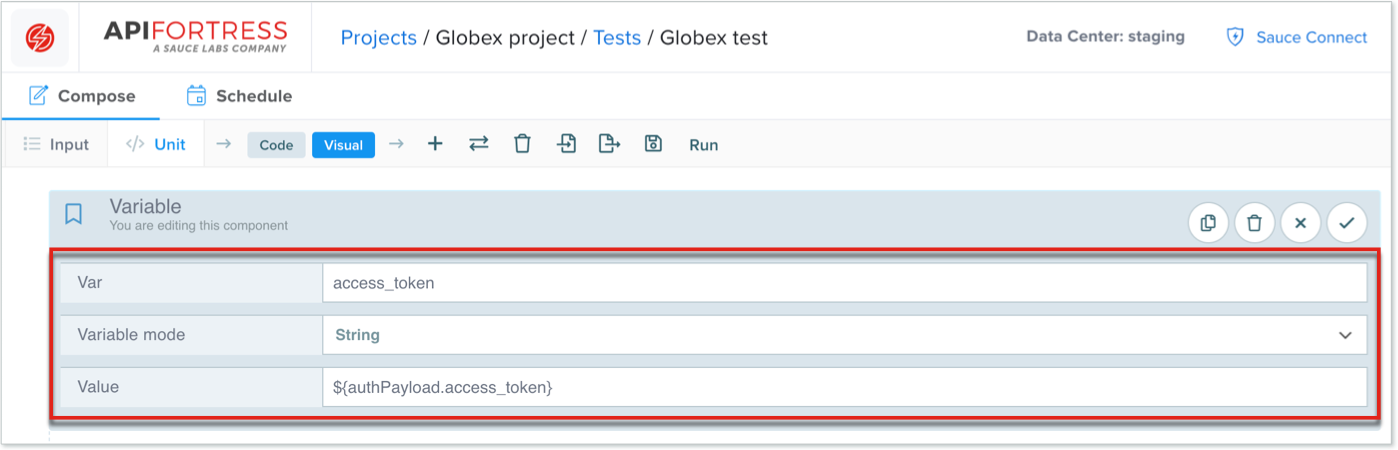 APIFORTRESS
A SAUCE LABS COMPANY
Projects / Globex project / Tests / Globex test
Data Center: staging
Sauce Connect
Compose
Schedule
Input
</> Unit
Code
Visual
Run
Variable
You are editing this component
Var
access_token
Variable mode
String
Value
${authPayload.access_token}